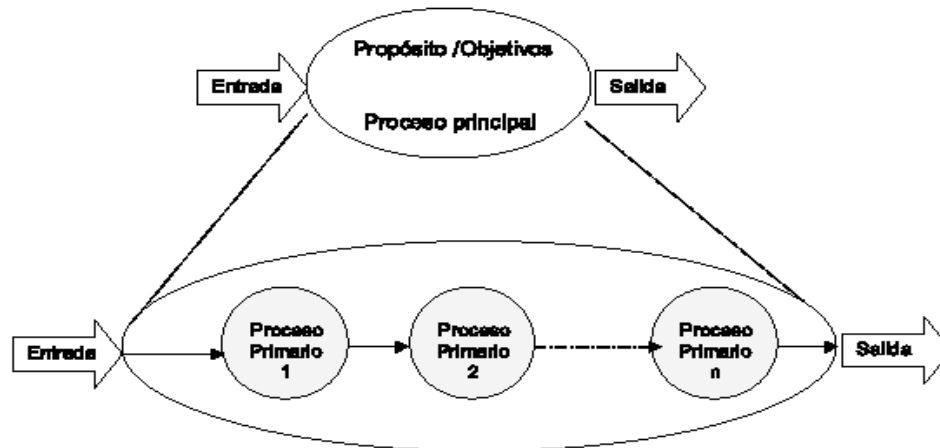 Propósito /Objetivos
Entrada
Salida
Proceso principal
Entrada
Proceso
Primario
1
Proceso
Primario
2
Proceso
Primario
n
Salida